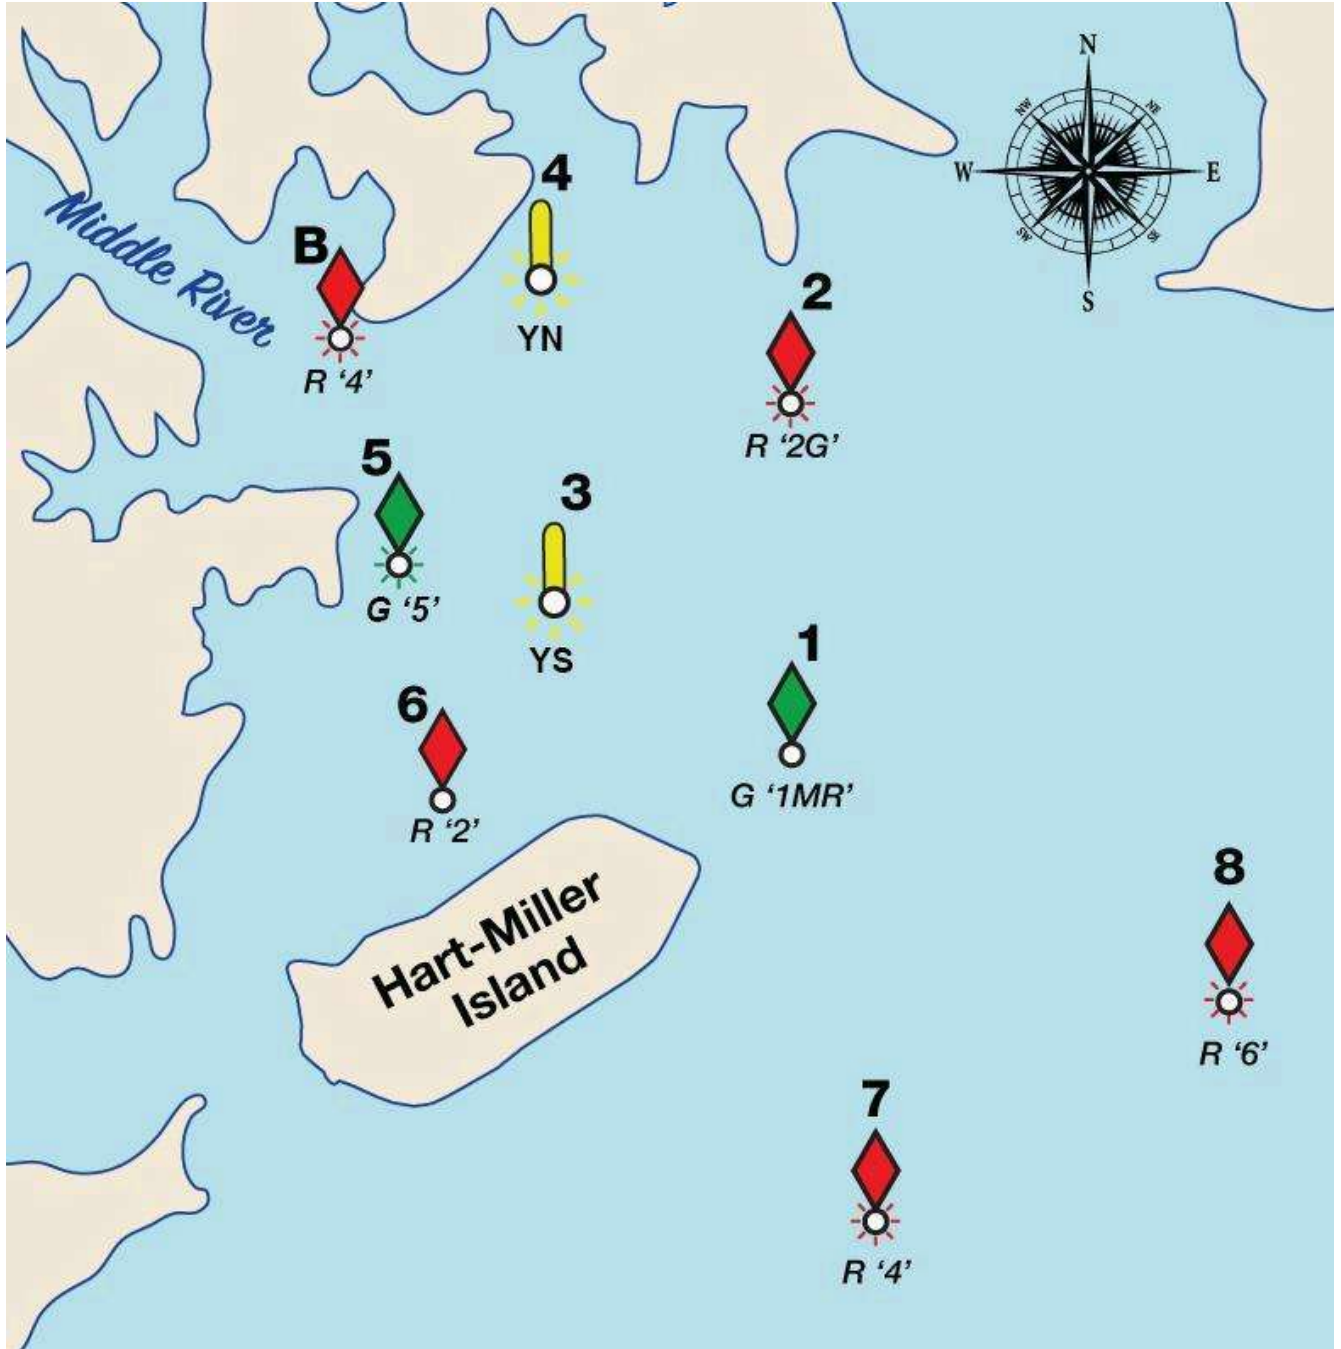 N
NW
NE
W
E
SW
S
4
B
Middle River
YN
2
R ‘4’
R ‘2G’
5
3
G ‘5’
YS
1
6
G ‘1MR’
R ‘2’
8
Hart-Miller
Island
R ‘6’
7
R ‘4’